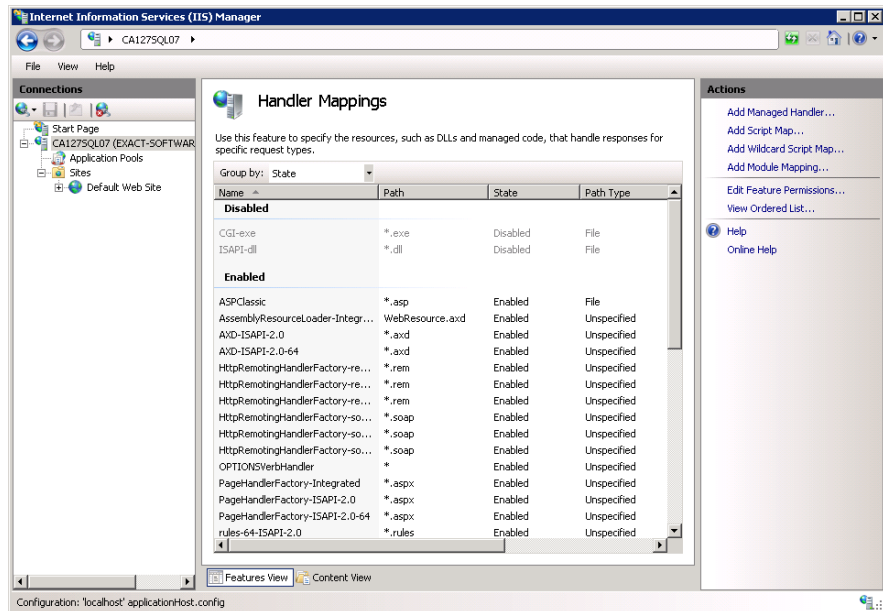 Internet Information Services (IIS) Manager
CA127SQL07
File View Help
Connections
Start Page
CA127SQL07 (EXACT-SOFTWAR
Application Pools
Sites
Default Web Site
Handler Mappings
Use this feature to specify the resources, such as DLLs and managed code, that handle responses for
specific request types.
Group by: State
Name Path State Path Type
Disabled
CGI-exe *.exe Disabled File
ISAPI-dll *.dll Disabled File
Enabled
ASPClassic *.asp Enabled File
AssemblyResourceLoader-Integr... WebResource.axd Enabled Unspecified
AXD-ISAPI-2.0 *.axd Enabled Unspecified
AXD-ISAPI-2.0-64 *.axd Enabled Unspecified
HttpRemotingHandlerFactory-re... *.rem Enabled Unspecified
HttpRemotingHandlerFactory-re... *.rem Enabled Unspecified
HttpRemotingHandlerFactory-re... *.rem Enabled Unspecified
HttpRemotingHandlerFactory-so... *.soap Enabled Unspecified
HttpRemotingHandlerFactory-so... *.soap Enabled Unspecified
HttpRemotingHandlerFactory-so... *.soap Enabled Unspecified
OPTIONSVerbHandler * Enabled Unspecified
PageHandlerFactory-Integrated *.aspx Enabled Unspecified
PageHandlerFactory-ISAPI-2.0 *.aspx Enabled Unspecified
PageHandlerFactory-ISAPI-2.0-64 *.aspx Enabled Unspecified
rules-64-ISAPI-2.0 *.rules Enabled Unspecified
Features View Content View
Actions
Add Managed Handler...
Add Script Map...
Add Wildcard Script Map...
Add Module Mapping...
Edit Feature Permissions...
View Ordered List...
Help
Online Help
Configuration: 'localhost' applicationHost.config